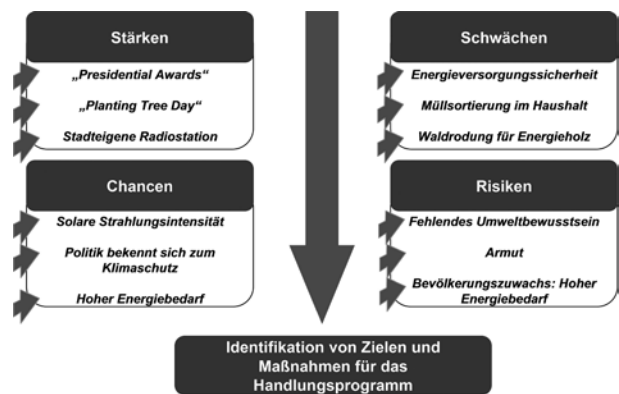 Stärken
„Presidential Awards“
„Planting Tree Day“
Stadteigene Radiostation
Schwächen
Energieversorgungssicherheit
Müllsortierung im Haushalt
Waldrodung für Energieholz
Chancen
Solare Strahlungsintensität
Politik bekennt sich zum
Klimaschutz
Hoher Energiebedarf
Risiken
Fehlendes Umweltbewusstsein
Armut
Bevölkerungszuwachs: Hoher
Energiebedarf
Identifikation von Zielen und
Maßnahmen für das
Handlungsprogramm